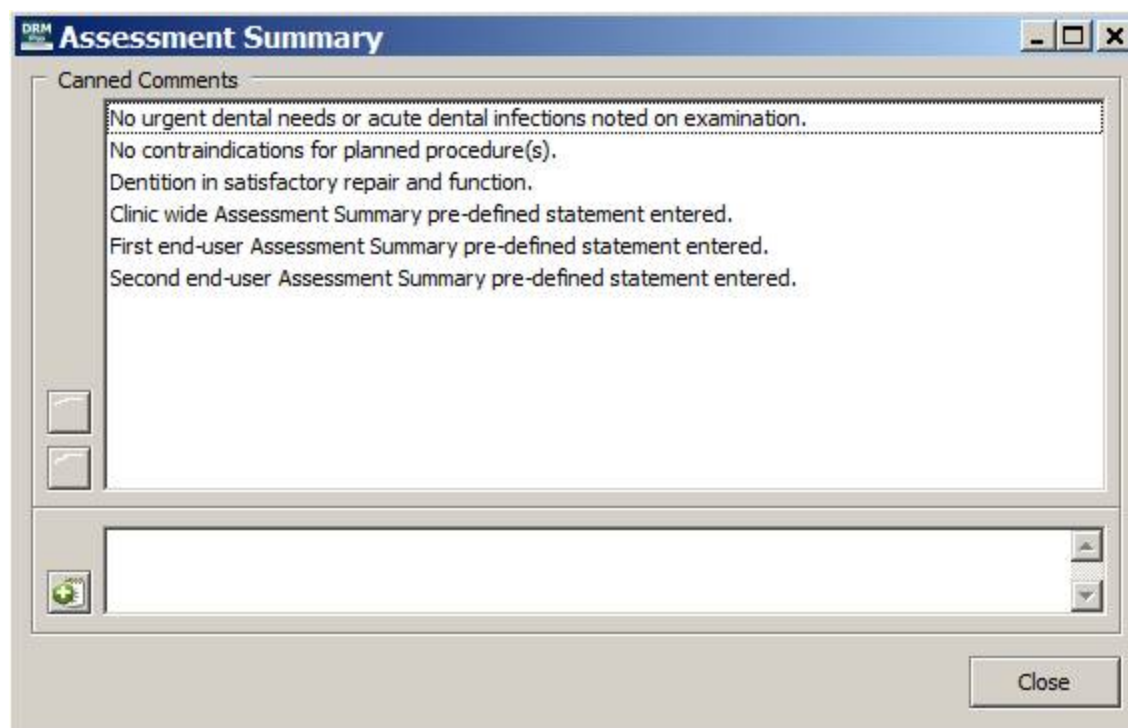 DRM
Plus
Assessment Summary
Canned Comments
No urgent dental needs or acute dental infections noted on examination.
No contraindications for planned procedure(s).
Dentition in satisfactory repair and function.
Clinic wide Assessment Summary pre-defined statement entered.
First end-user Assessment Summary pre-defined statement entered.
Second end-user Assessment Summary pre-defined statement entered.
Close